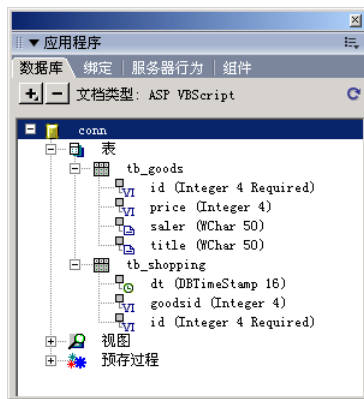 应用程序
数据库 绑定 服务器行为 组件
文档类型: ASP VBScript
conn
表
tb_goods
id (Integer 4 Required)
price (Integer 4)
saler (WChar 50)
title (WChar 50)
tb_shopping
dt (DBTimeStamp 16)
goodsid (Integer 4)
id (Integer 4 Required)
视图
预存过程